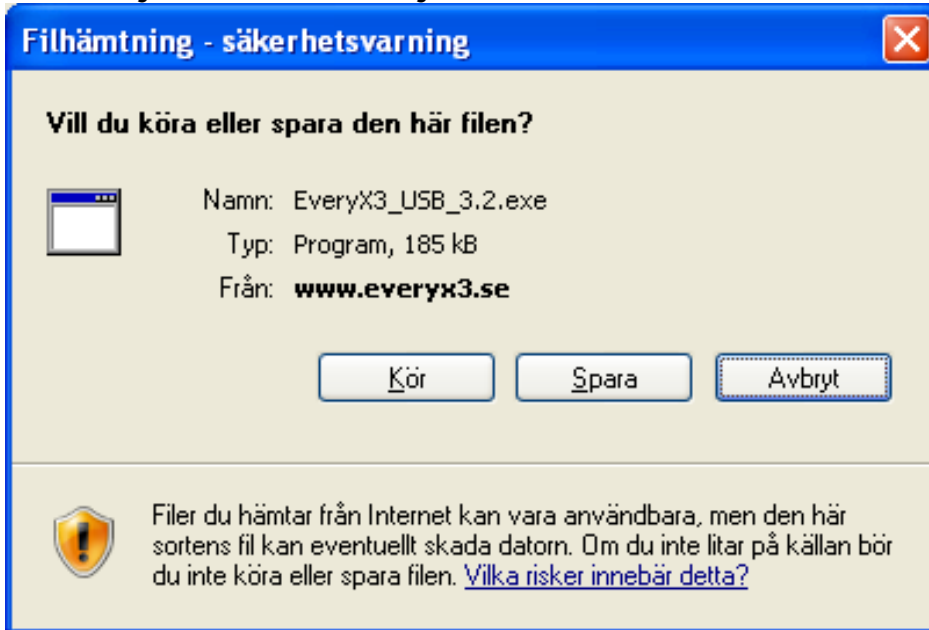 Filhämtning - säkerhetsvarning
Vill du köra eller spara den här filen?
Namn: EveryX3_USB_3.2.exe
Typ: Program, 185 kB
Från: www.everyx3.se
Kör Spara Avbryt
Filer du hämtar från Internet kan vara användbara, men den här
sortens fil kan eventuellt skada datorn. Om du inte litar på källan bör
du inte köra eller spara filen. Vilka risker innebär detta?